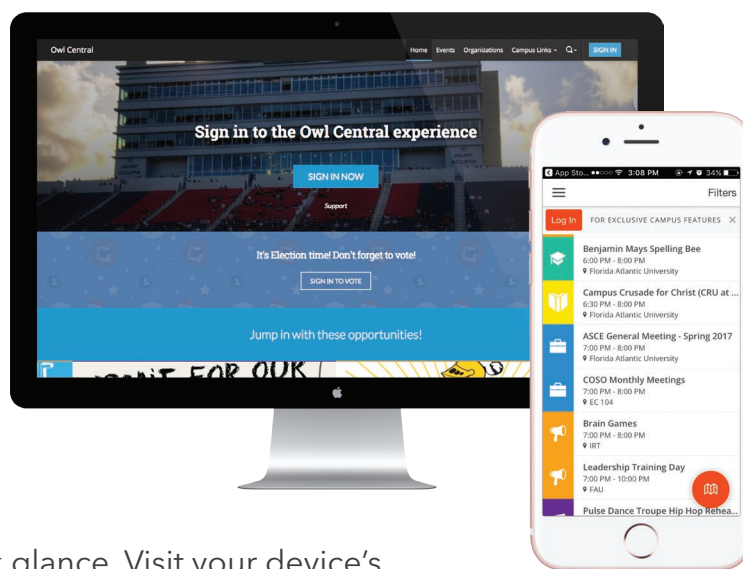 Owl Central
Home Events Organizations Campus Links SIGN IN
Sign in to the Owl Central experience
SIGN IN NOW
Support
It's Election time! Don't forget to vote!
SIGN IN TO VOTE
Jump in with these opportunities!
FOR OUR
App Sto... 3:08 PM 34%
Filters
Log In FOR EXCLUSIVE CAMPUS FEATURES ×
Benjamin Mays Spelling Bee
6:00 PM - 8:00 PM
Florida Atlantic University
Campus Crusade for Christ (CRU at ...
6:30 PM - 8:00 PM
Florida Atlantic University
ASCE General Meeting - Spring 2017
7:00 PM - 8:00 PM
Florida Atlantic University
COSO Monthly Meetings
7:00 PM - 8:00 PM
EC 104
Brain Games
7:00 PM - 8:00 PM
IRT
Leadership Training Day
7:00 PM - 10:00 PM
FAU
Pulse Dance Troupe Hip Hop Rehea...
glance. Visit your device's